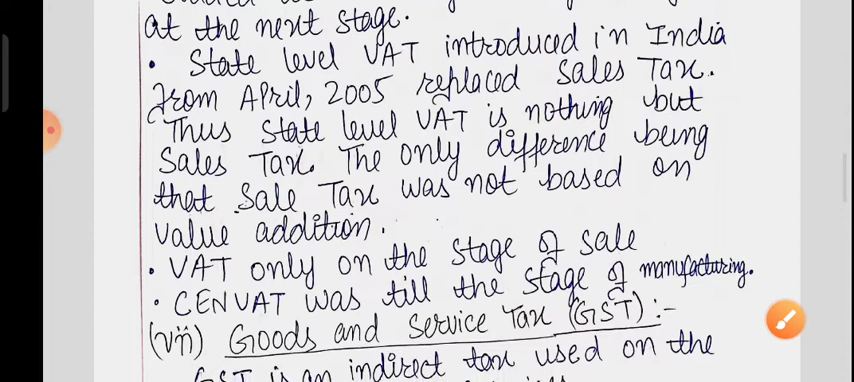 at the next stage.
• State level VAT introduced in India
from April, 2005 replaced Sales Tax.
Thus State level VAT is nothing but
Sales Tax. The only difference being
that Sale Tax was not based on
value addition.
• VAT only on the stage of sale
• CENVAT was till the stage of manufacturing.
(vii) Goods and Service Tax (GST) :-
GST is an indirect tax used on the